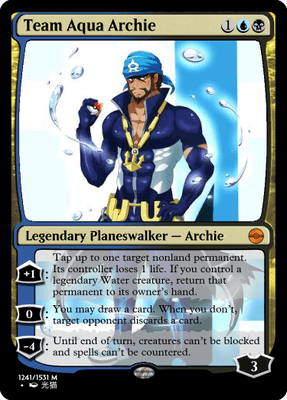 Team Aqua Archie 1
Legendary Planeswalker — Archie
+1: Tap up to one target nonland permanent.
Its controller loses 1 life. If you control a
legendary Water creature, return that
permanent to its owner's hand.
0: You may draw a card. When you don't,
target opponent discards a card.
-4: Until end of turn, creatures can't be blocked
and spells can't be countered.
3
1241/1531 M
光猫